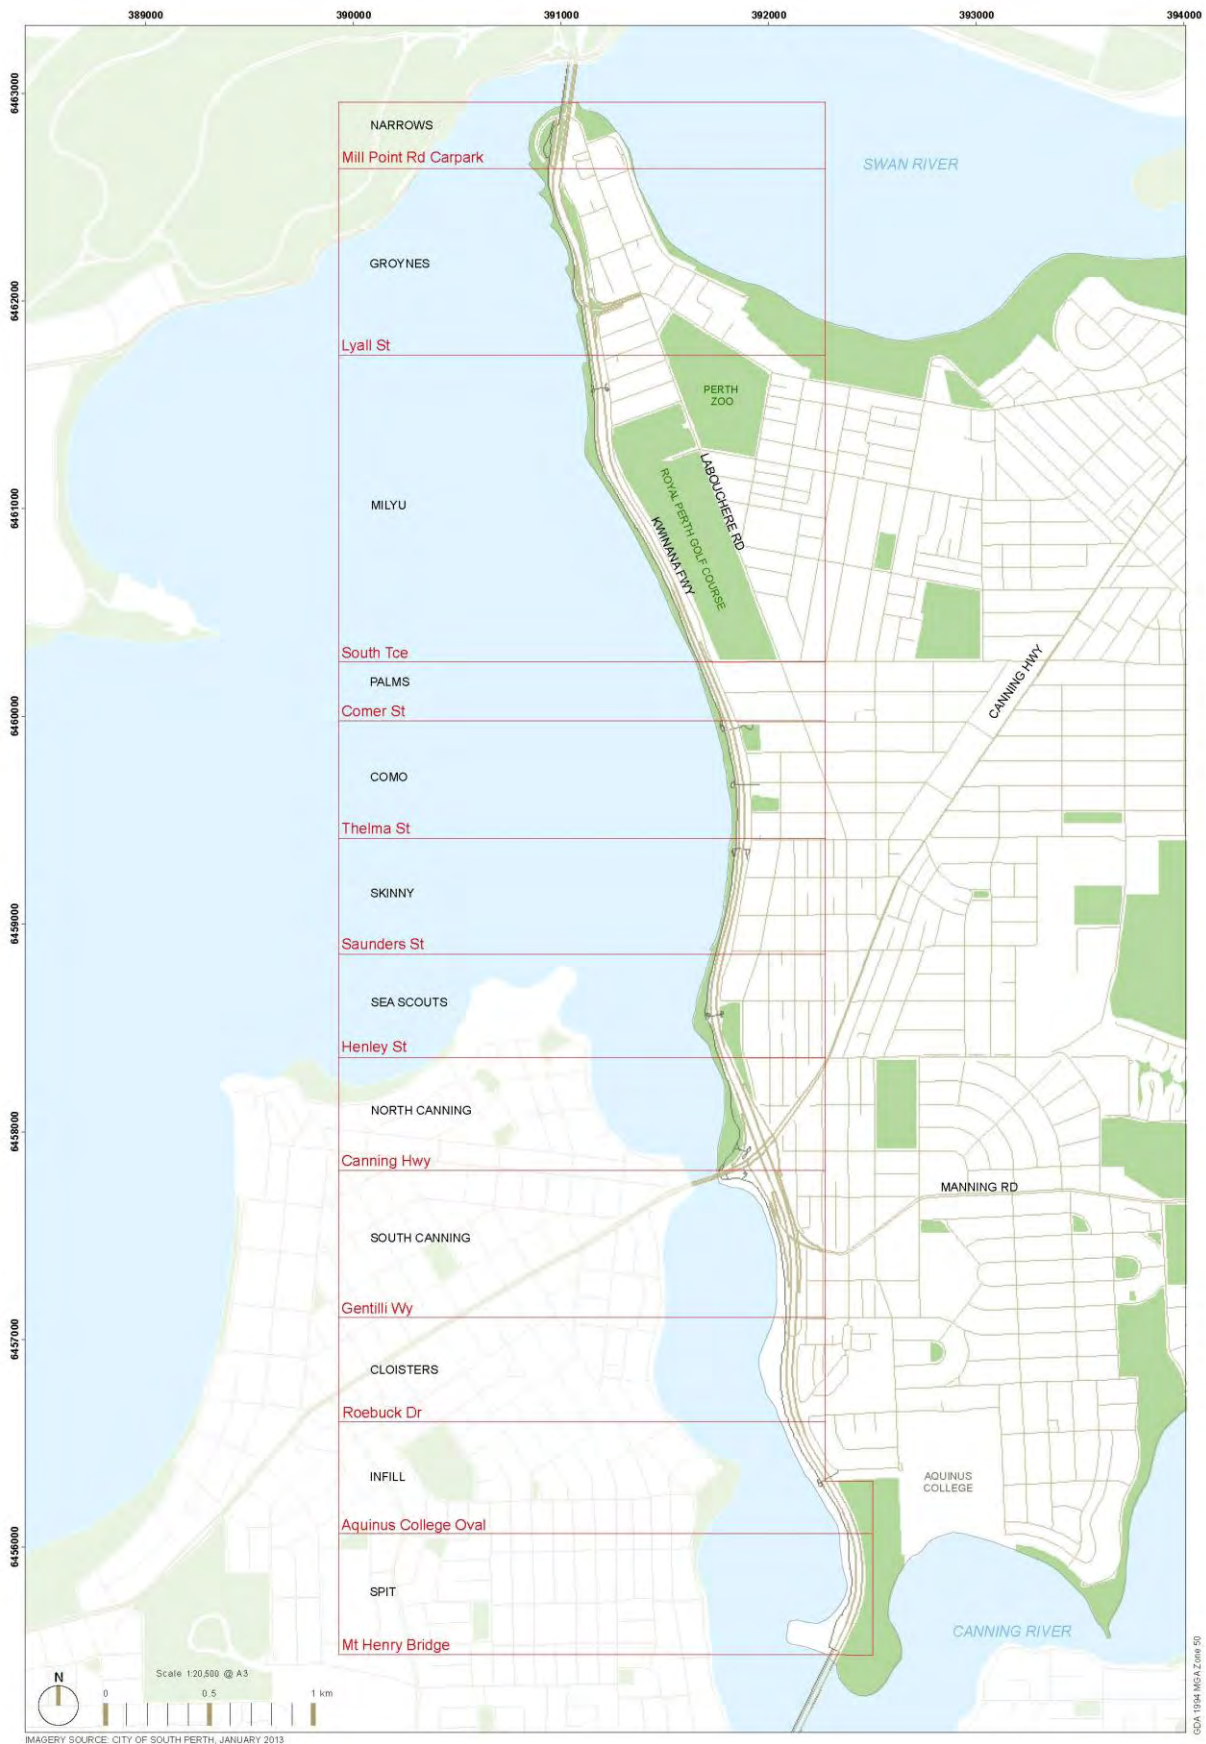 389000
390000
391000
392000
393000
394000
6463000
6462000
6461000
6460000
6459000
6458000
6457000
6456000
NARROWS
Mill Point Rd Carpark
SWAN RIVER
GROYNES
Lyall St
PERTH
ZOO
LABOUCHERE RD
ROYAL PERTH GOLF COURSE
KWINANA FWY
MILYU
South Tce
PALMS
CANNING HWY
Comer St
COMO
Thelma St
SKINNY
Saunders St
SEA SCOUTS
Henley St
NORTH CANNING
Canning Hwy
MANNING RD
SOUTH CANNING
Gentilli Wy
CLOISTERS
Roebuck Dr
INFILL
AQUINUS
COLLEGE
Aquinus College Oval
SPIT
CANNING RIVER
Mt Henry Bridge
N
Scale 1:20,500 @ A3
0 0.5 1 km
IMAGERY SOURCE: CITY OF SOUTH PERTH, JANUARY 2013
GDA 1994 MGA Zone 50